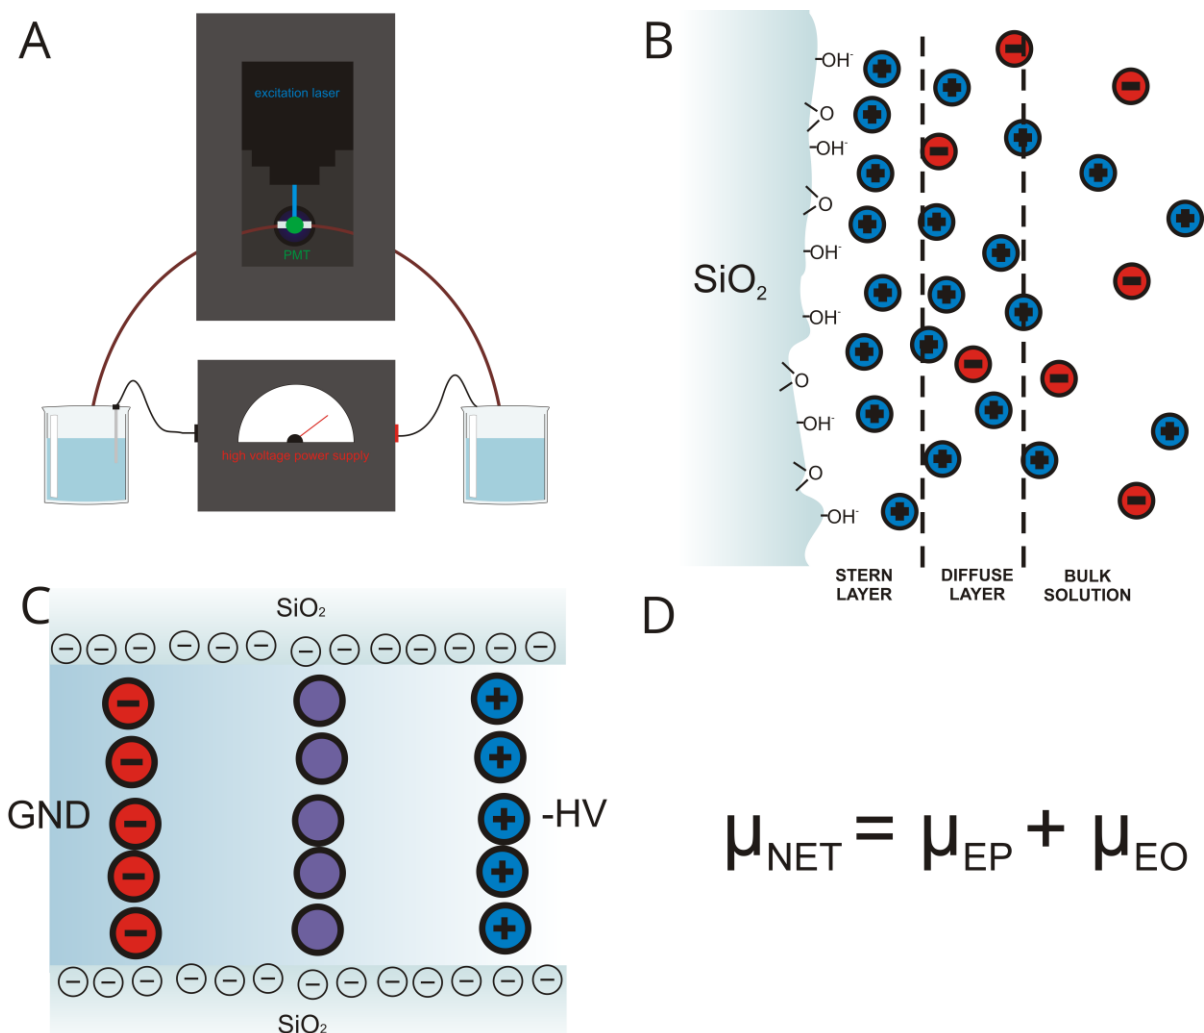 A
excitation laser
PMT
high voltage power supply
B
SiO₂
OH⁻
O
OH⁻
O
OH⁻
OH⁻
O
OH⁻
O
OH⁻
STERN
LAYER
DIFFUSE
LAYER
BULK
SOLUTION
C
SiO₂
GND
-HV
SiO₂
D
μNET = μEP + μEO